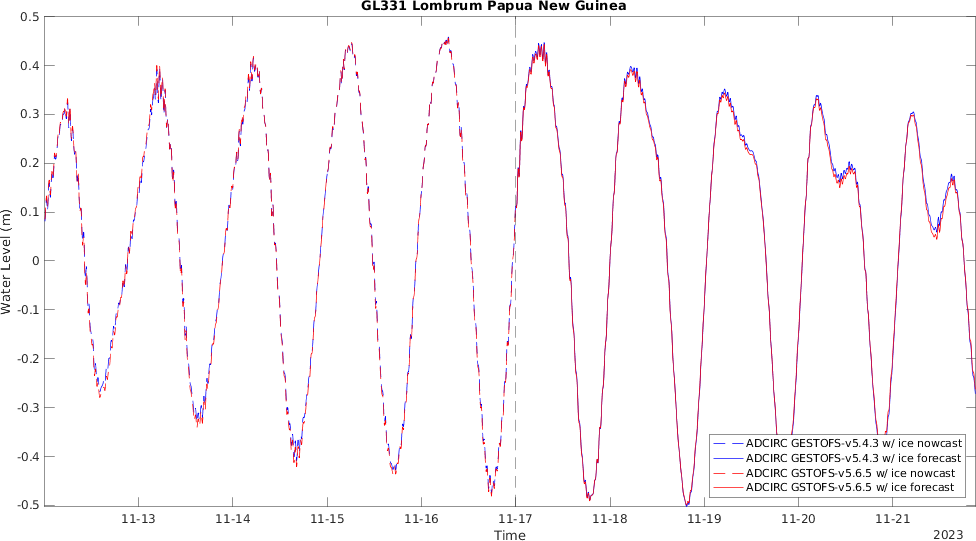 GL331 Lombrum Papua New Guinea
0.5
0.4
0.3
0.2
0.1
0
-0.1
-0.2
-0.3
-0.4
-0.5
Water Level (m)
ADCIRC GESTOFS-v5.4.3 w/ ice nowcast
ADCIRC GESTOFS-v5.4.3 w/ ice forecast
ADCIRC GSTOFS-v5.6.5 w/ ice nowcast
ADCIRC GSTOFS-v5.6.5 w/ ice forecast
11-13 11-14 11-15 11-16 11-17 11-18 11-19 11-20 11-21
Time
2023